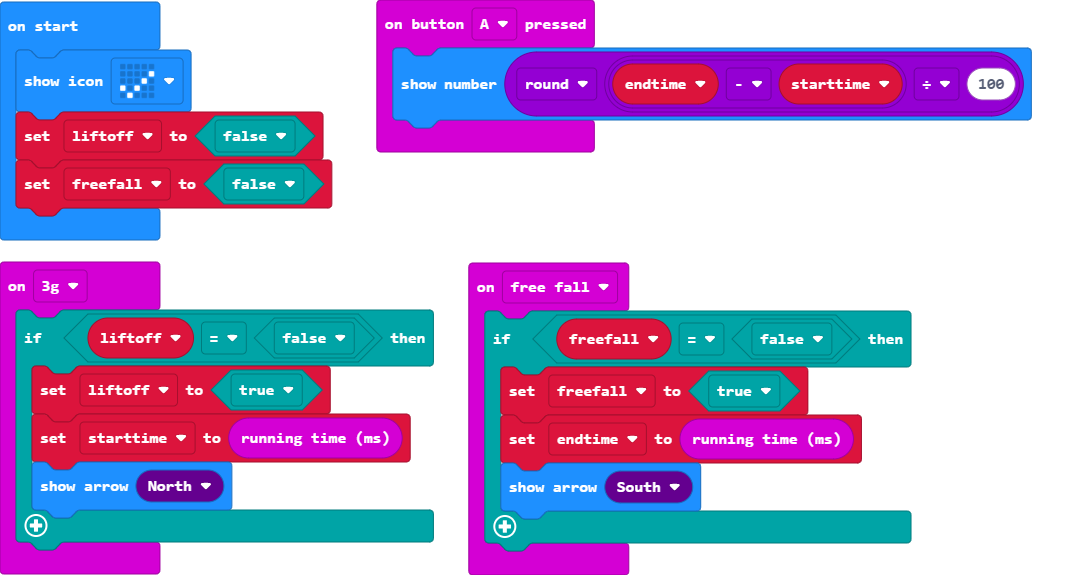 on start
show icon
set liftoff to false
set freefall to false
on button A pressed
show number round endtime - starttime ÷ 100
on 3g
if liftoff = false then
set liftoff to true
set starttime to running time (ms)
show arrow North
on free fall
if freefall = false then
set freefall to true
set endtime to running time (ms)
show arrow South